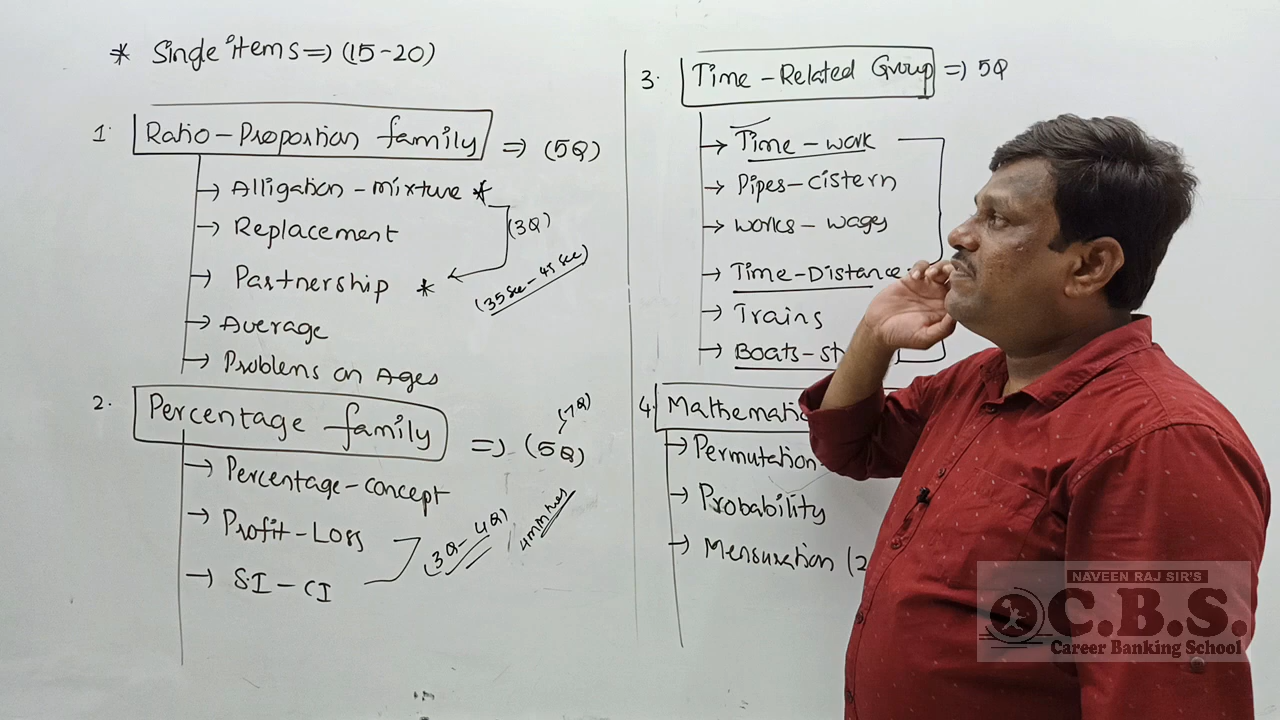 * Single items => (15-20)
1. Ratio-Proportion family => (5Q)
→ Alligation-mixture *
→ Replacement
(3Q)
→ Partnership *
(35 sec - 45 sec)
→ Average
→ Problems on Ages
2. Percentage family => (5Q)
(7Q)
→ Percentage-concept
→ Profit-Loss
(3Q-4Q)
4 minutes
→ SI-CI
3. Time-Related Group => 5Q
→ Time-work
→ Pipes-cistern
→ works-wages
→ Time-Distance
→ Trains
→ Boats-st
4. Mathematic
→ Permutation-
→ Probability
→ Mensuration (2
NAVEEN RAJ SIR'S
C.B.S.
Career Banking School